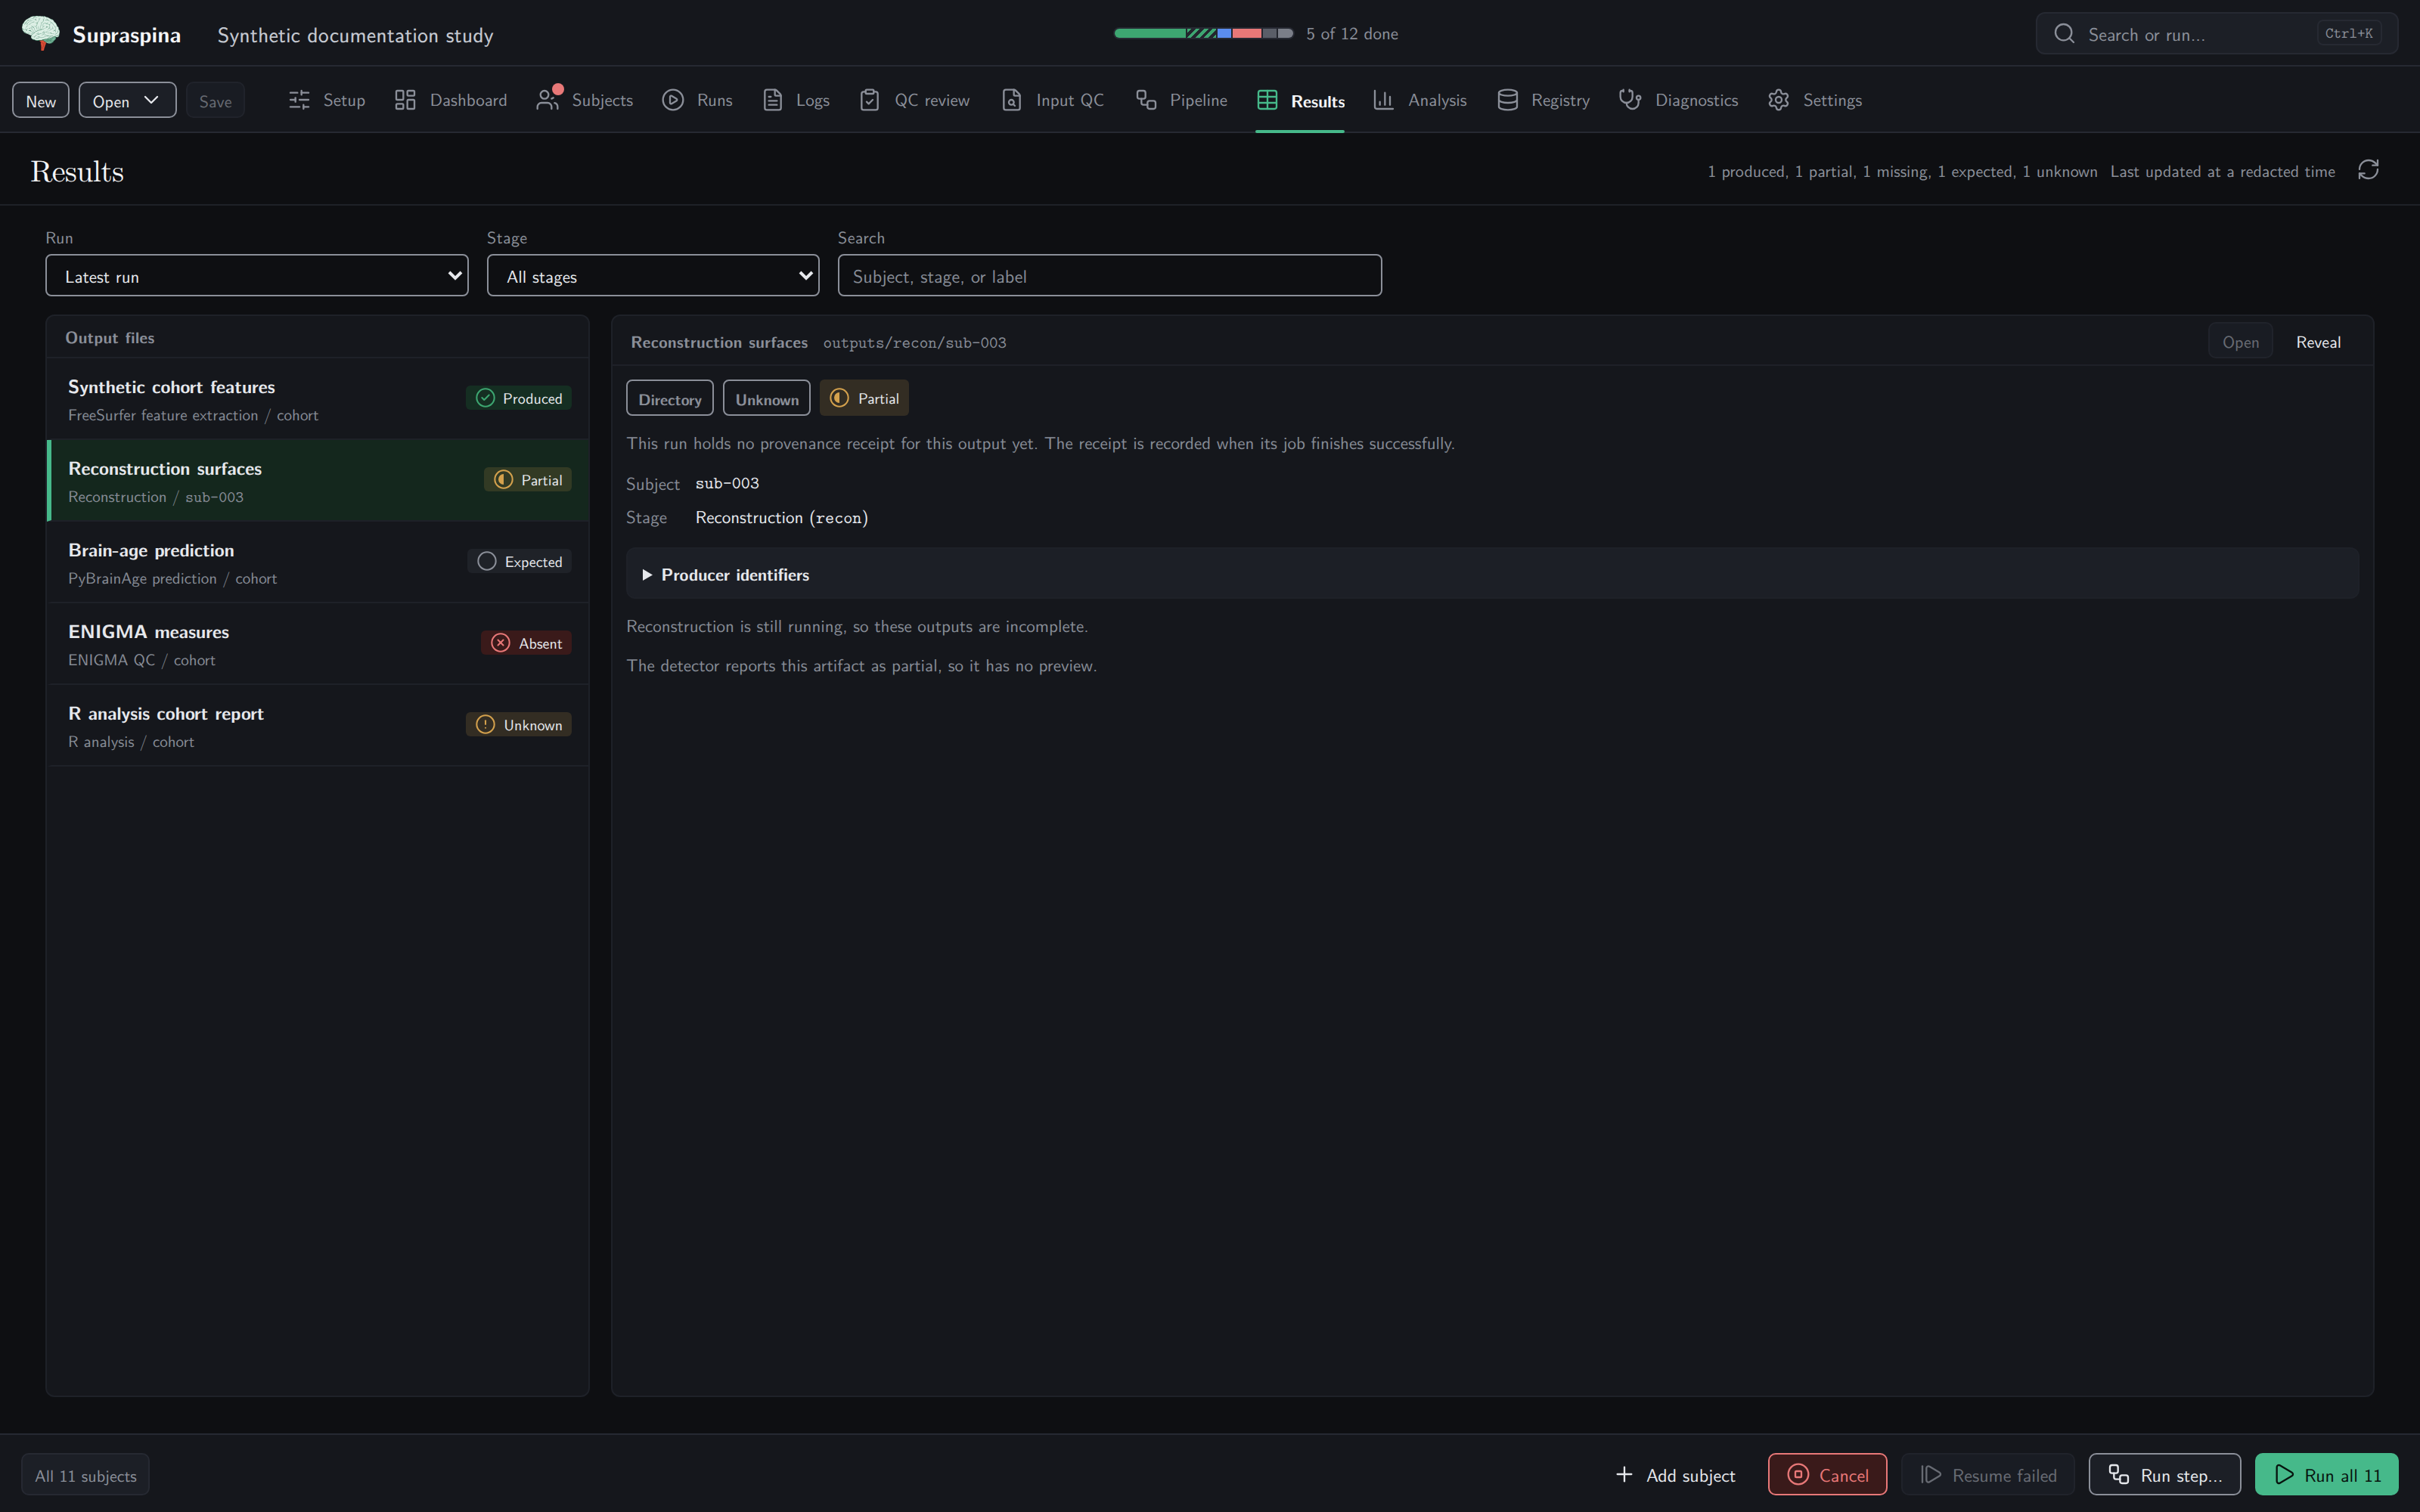 Supraspina
Synthetic documentation study
5 of 12 done
Search or run...
Ctrl+K
New
Open
Save
Setup
Dashboard
Subjects
Runs
Logs
QC review
Input QC
Pipeline
Results
Analysis
Registry
Diagnostics
Settings
Results
1 produced, 1 partial, 1 missing, 1 expected, 1 unknown Last updated at a redacted time
Run
Stage
Search
Latest run
All stages
Subject, stage, or label
Output files
Synthetic cohort features
FreeSurfer feature extraction / cohort
Produced
Reconstruction surfaces
Reconstruction / sub-003
Partial
Brain-age prediction
PyBrainAge prediction / cohort
Expected
ENIGMA measures
ENIGMA QC / cohort
Absent
R analysis cohort report
R analysis / cohort
Unknown
Reconstruction surfaces outputs/recon/sub-003
Open
Reveal
Directory
Unknown
Partial
This run holds no provenance receipt for this output yet. The receipt is recorded when its job finishes successfully.
Subject sub-003
Stage Reconstruction (recon)
Producer identifiers
Reconstruction is still running, so these outputs are incomplete.
The detector reports this artifact as partial, so it has no preview.
All 11 subjects
Add subject
Cancel
Resume failed
Run step...
Run all 11